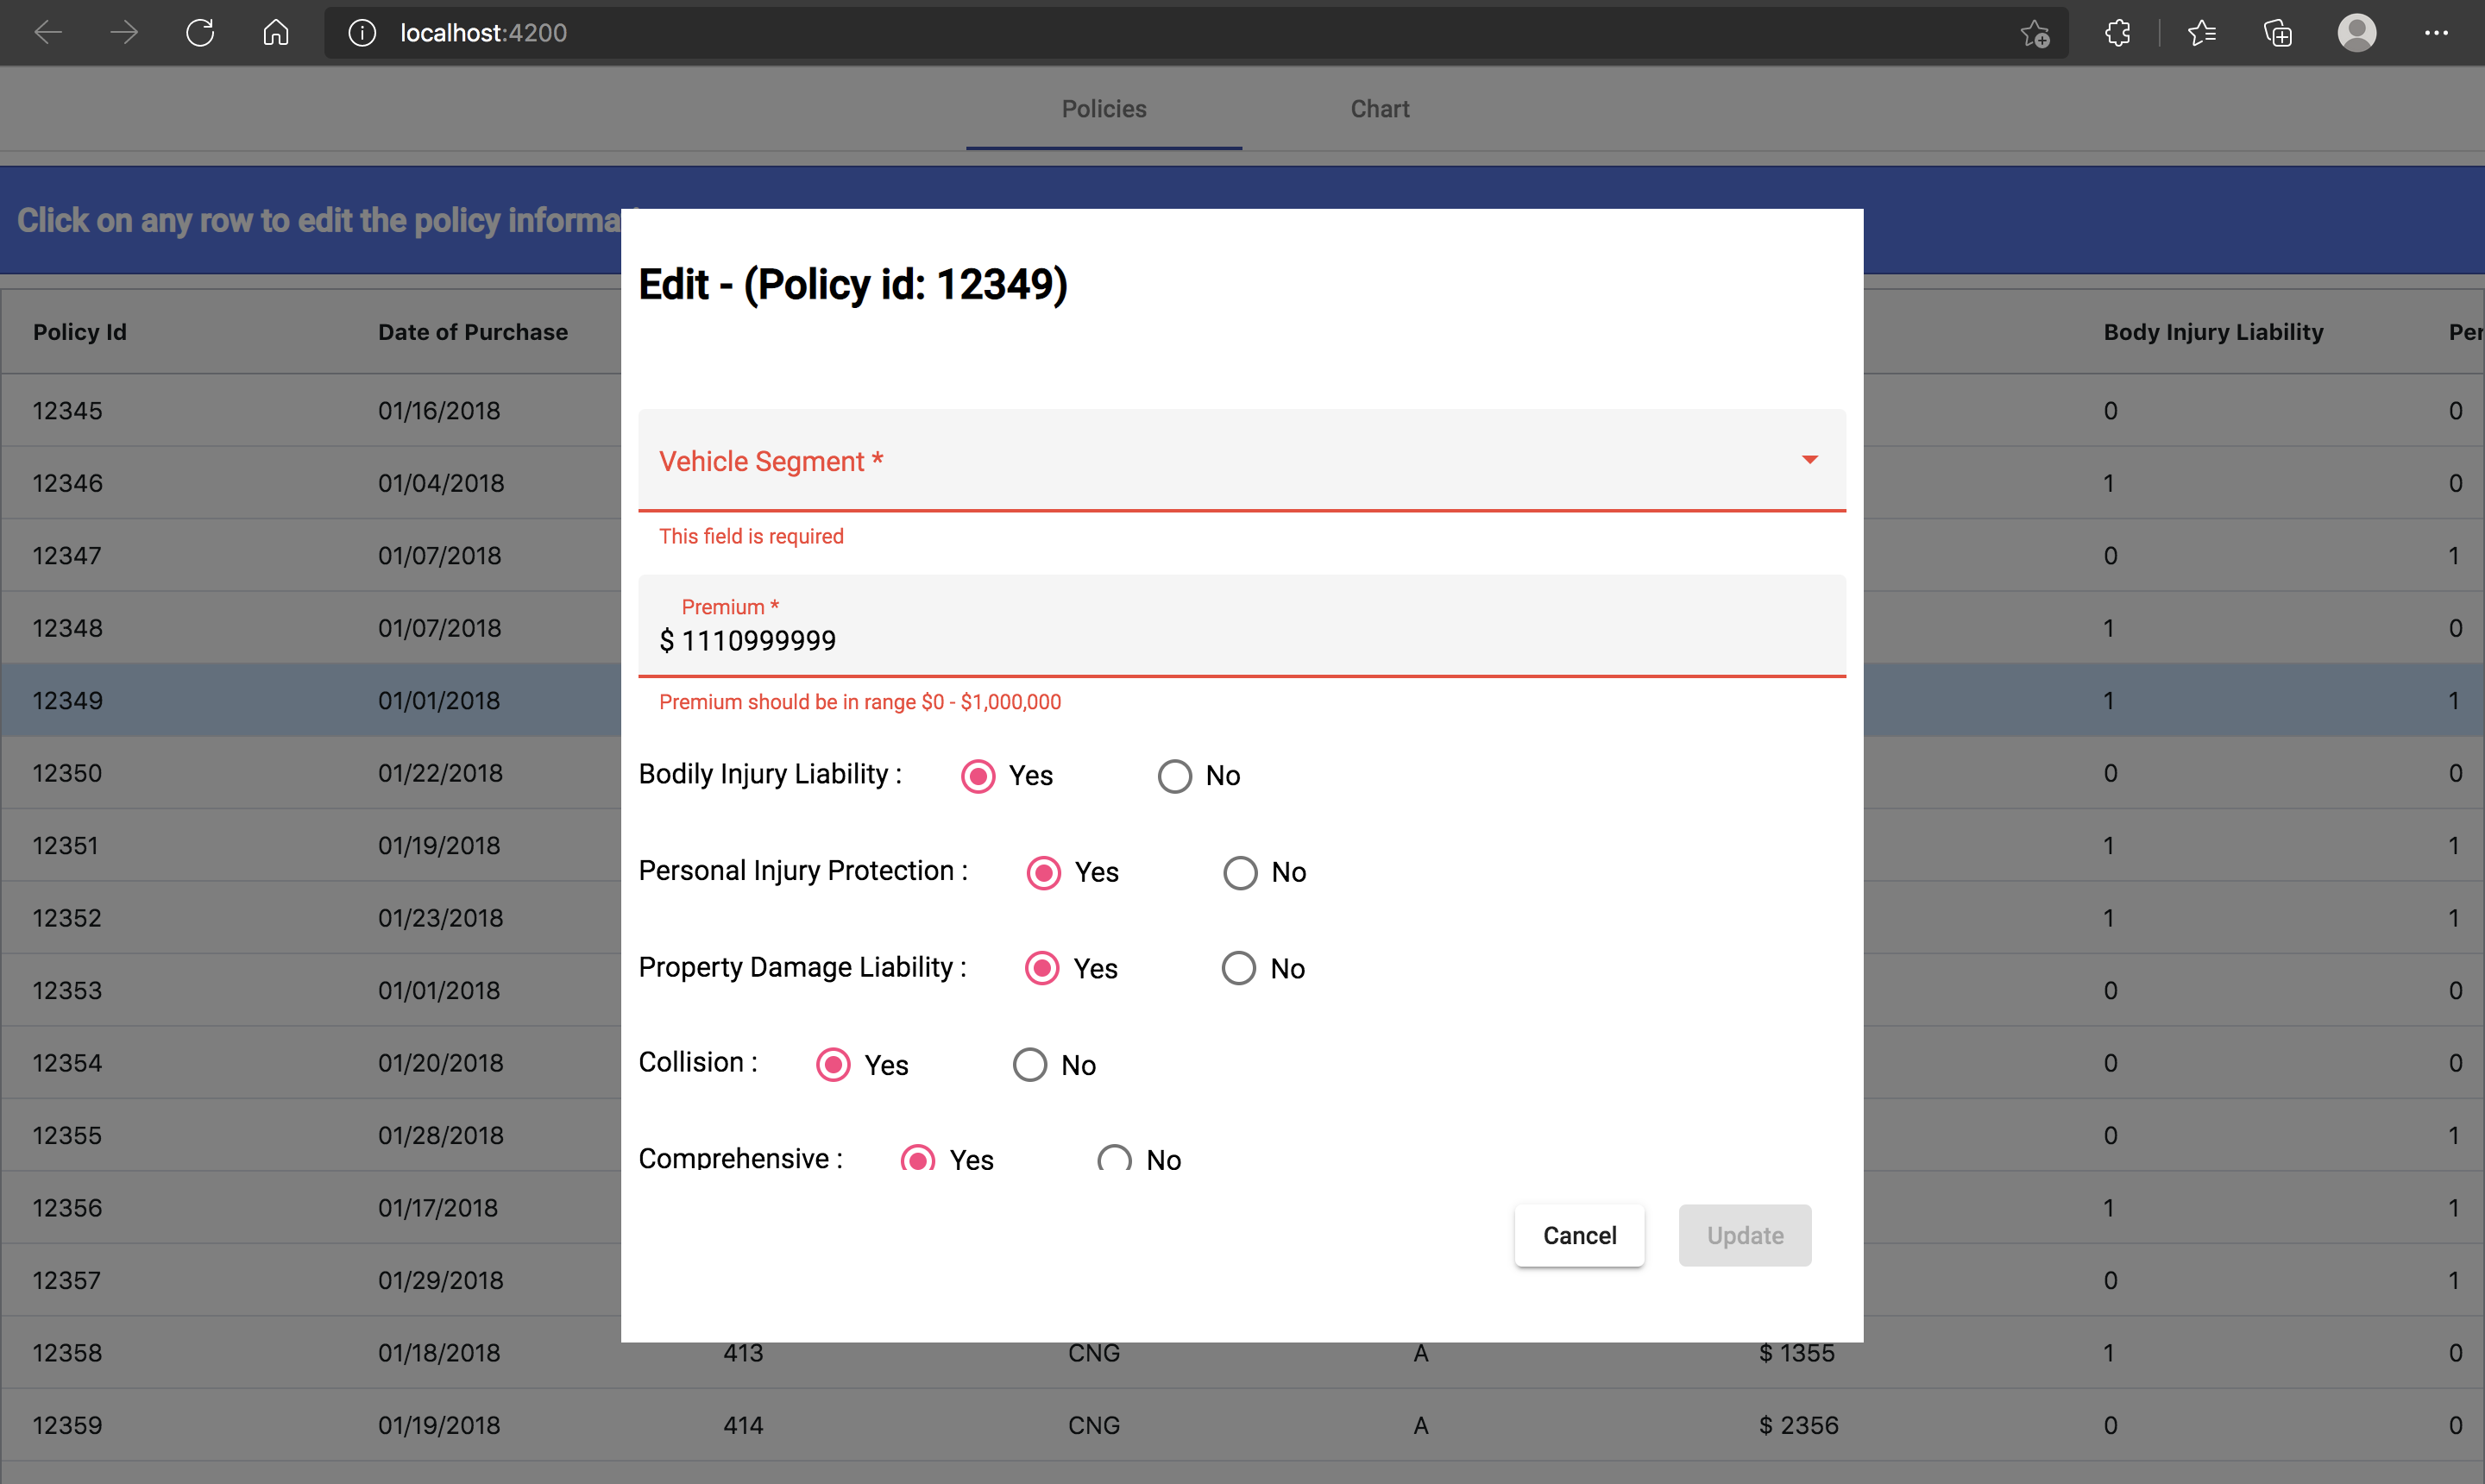 localhost:4200
Policies Chart
Click on any row to edit the policy
Edit - (Policy id: 12349)
Policy Id Date of Purchase Body Injury Liability
12345 01/16/2018 0 0
Vehicle Segment *
12346 01/04/2018 1 0
This field is required
12347 01/07/2018 0 1
Premium *
12348 01/07/2018 $ 1110999999 1 0
12349 01/01/2018 Premium should be in range $0 - $1,000,000 1 1
12350 01/22/2018 Bodily Injury Liability : Yes No 0 0
12351 01/19/2018 Personal Injury Protection : Yes No 1 1
12352 01/23/2018 1 1
Property Damage Liability : Yes No
12353 01/01/2018 0 0
12354 01/20/2018 Collision : Yes No 0 0
12355 01/28/2018 Comprehensive : Yes No 0 1
12356 01/17/2018 1 1
Cancel Update
12357 01/29/2018 0 1
12358 01/18/2018 413 CNG A $ 1355 1 0
12359 01/19/2018 414 CNG A $ 2356 0 0